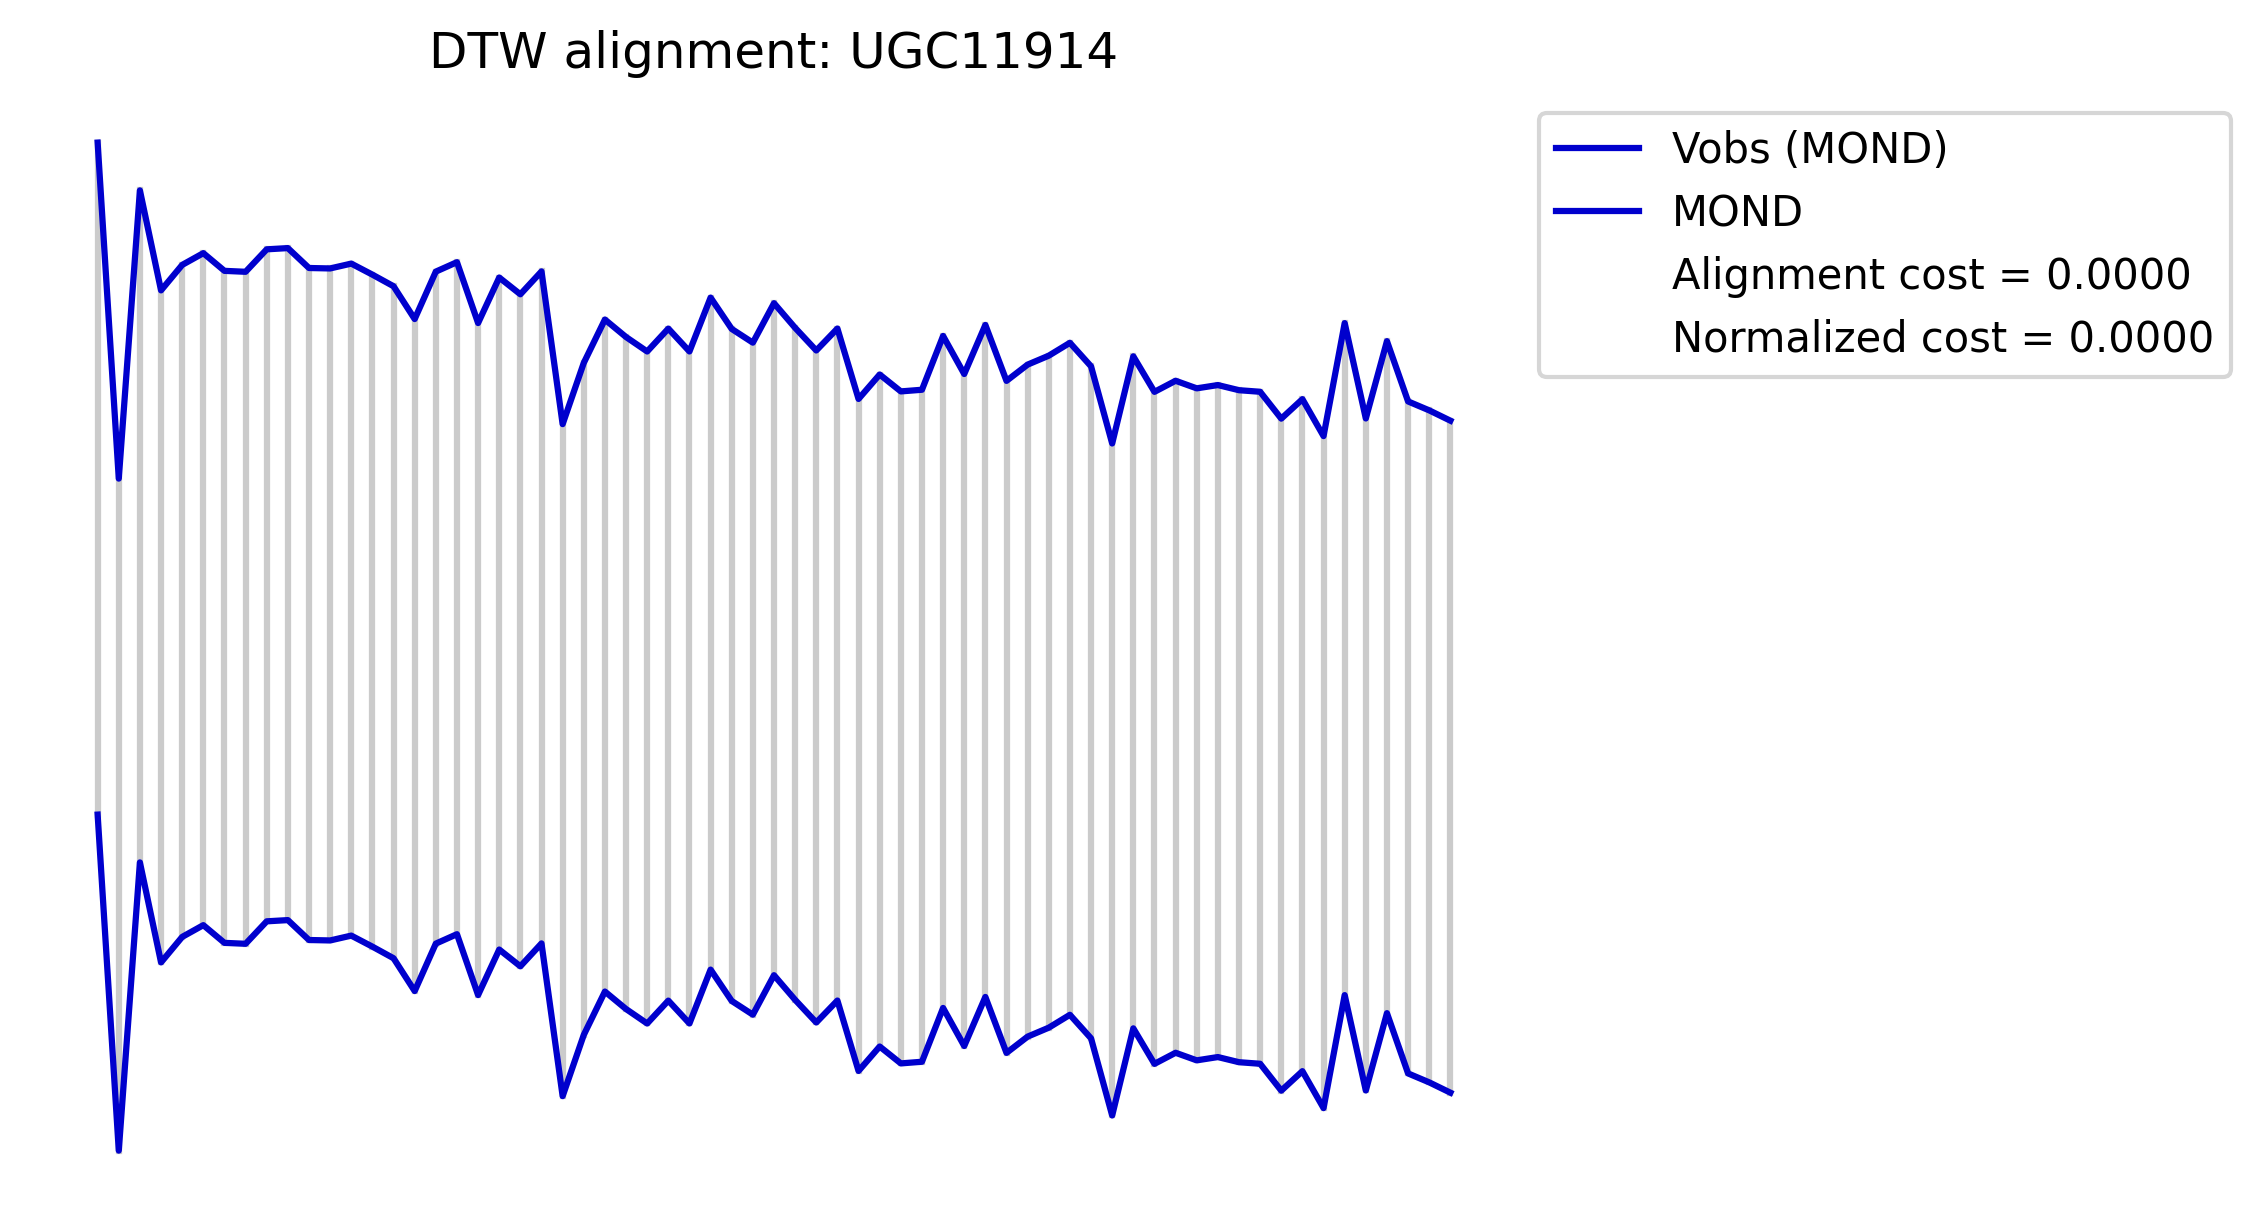 DTW alignment: UGC11914
Vobs (MOND)
MOND
Alignment cost = 0.0000
Normalized cost = 0.0000